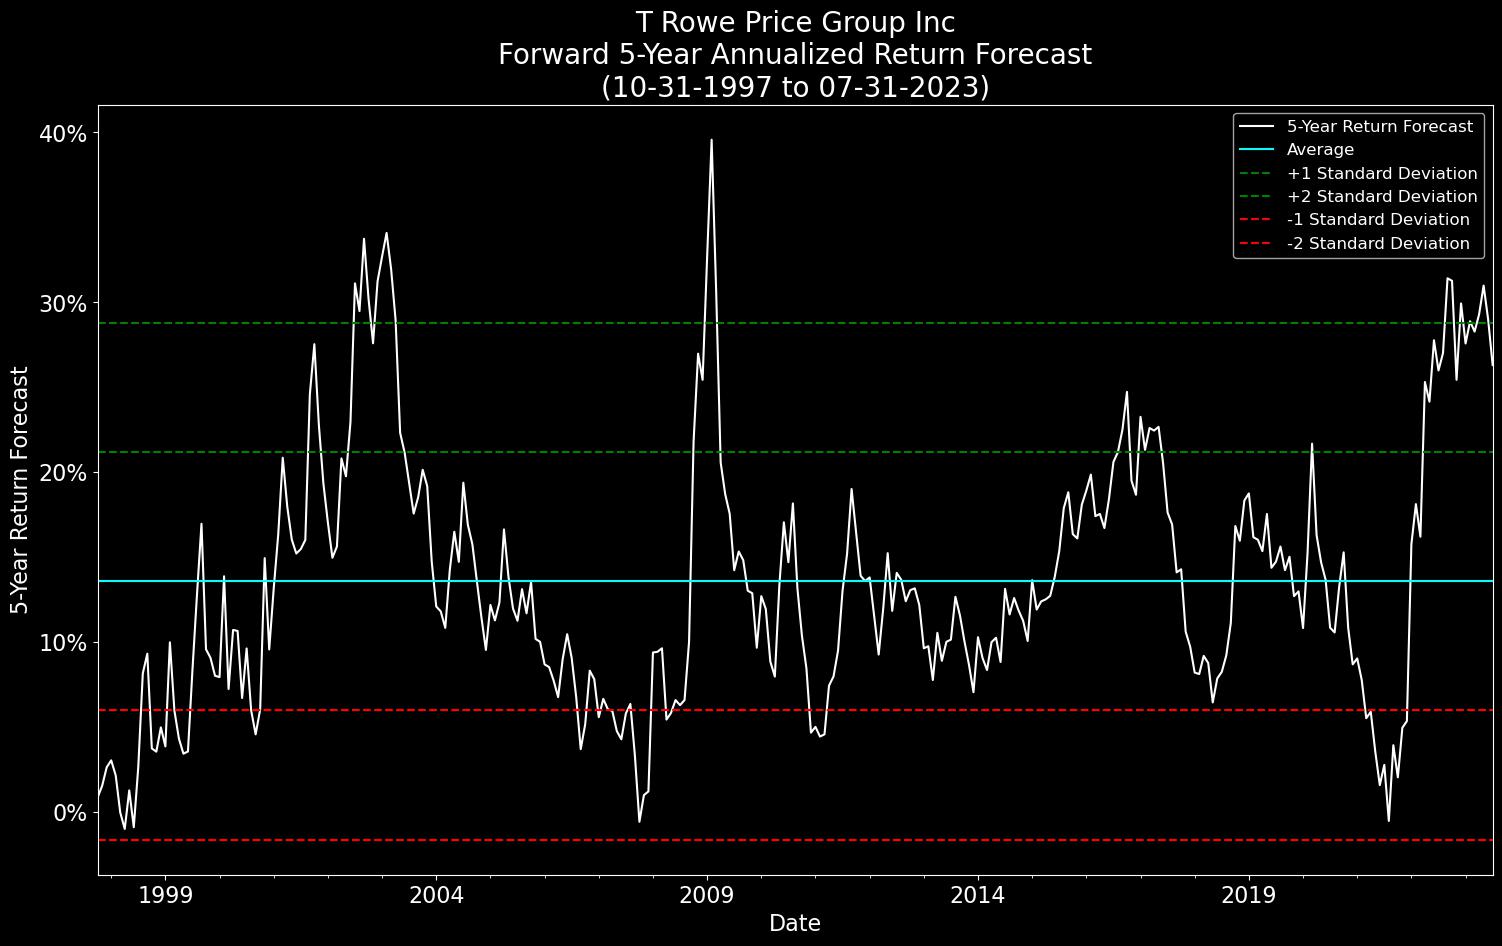 T Rowe Price Group Inc
Forward 5-Year Annualized Return Forecast
(10-31-1997 to 07-31-2023)
5-Year Return Forecast
Average
+1 Standard Deviation
+2 Standard Deviation
-1 Standard Deviation
-2 Standard Deviation
5-Year Return Forecast
40%
30%
20%
10%
0%
1999 2004 2009 2014 2019
Date